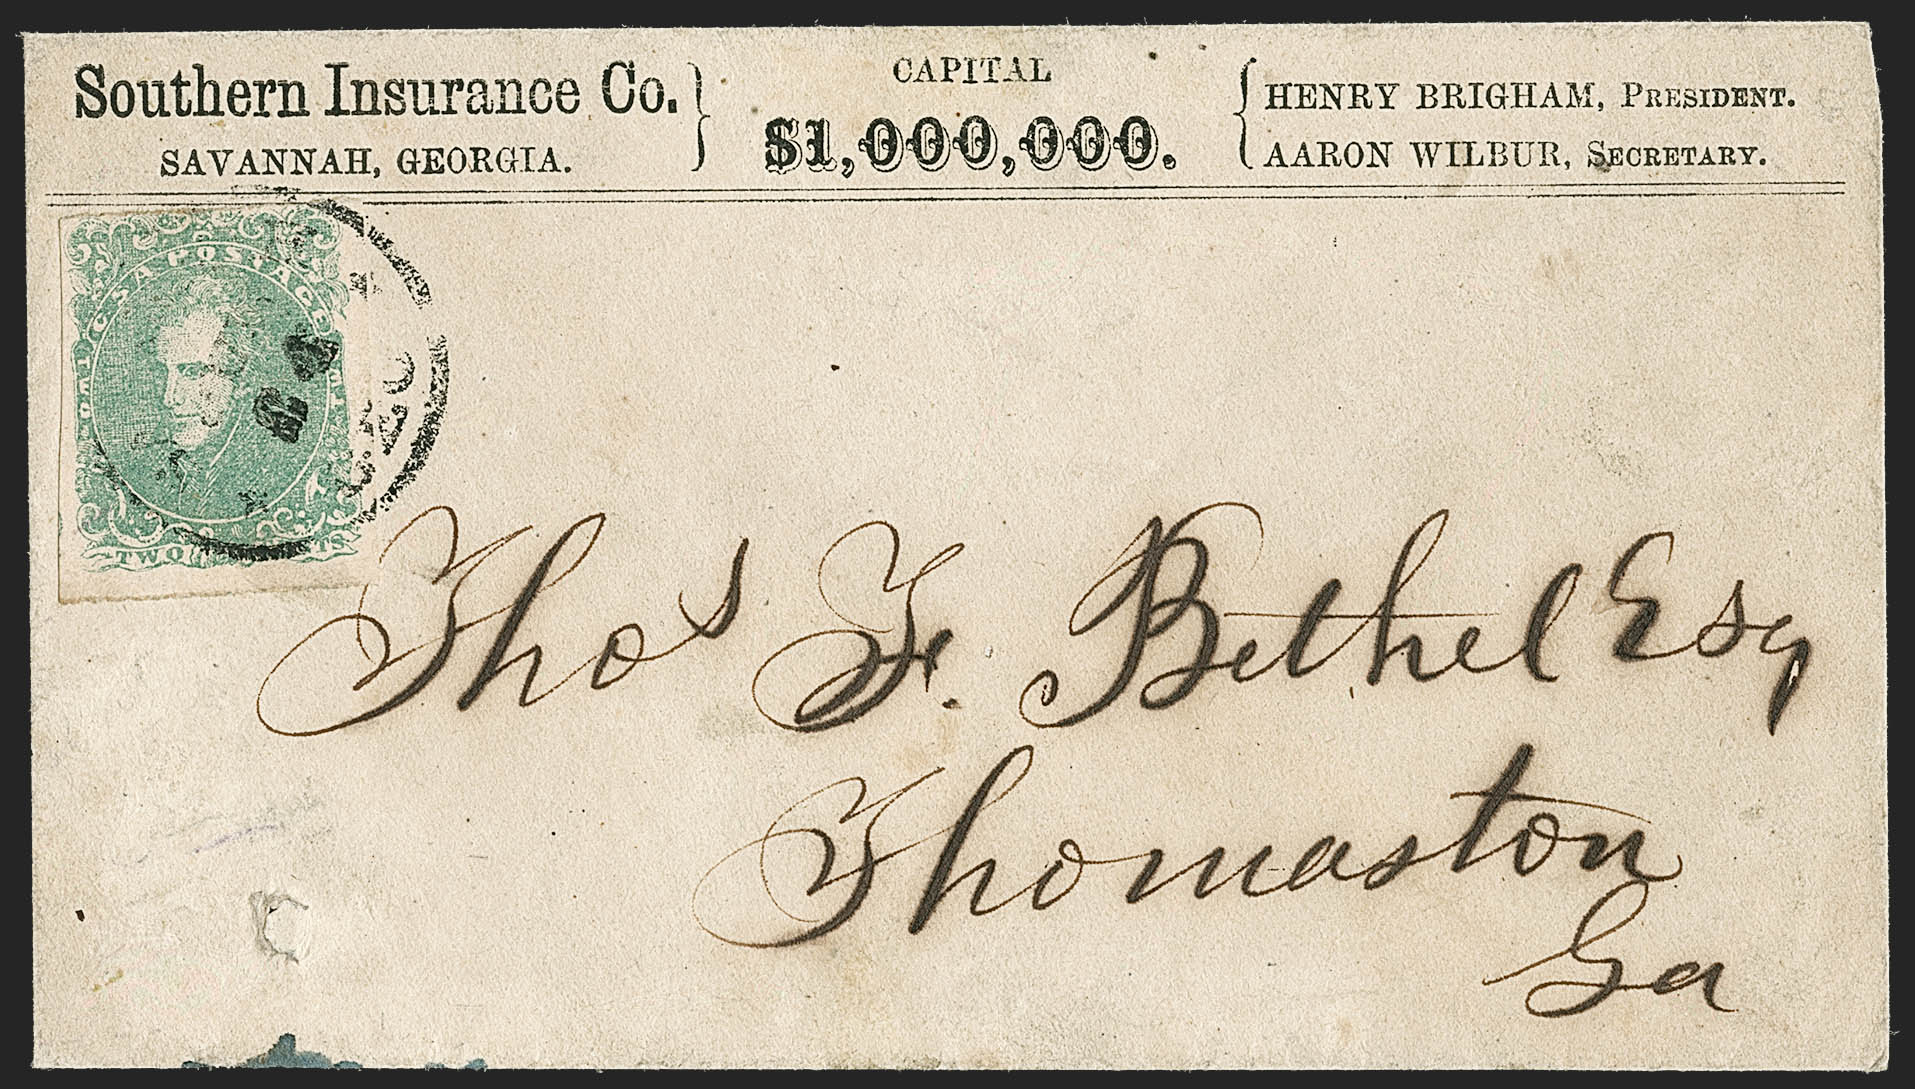 Southern Insurance Co.
SAVANNAH, GEORGIA.
CAPITAL
$1,000,000.
HENRY BRIGHAM, PRESIDENT.
AARON WILBUR, SECRETARY.
C S A POSTAGE
TWO CENTS
Thos F. Bethel Esq
Thomaston
Ga